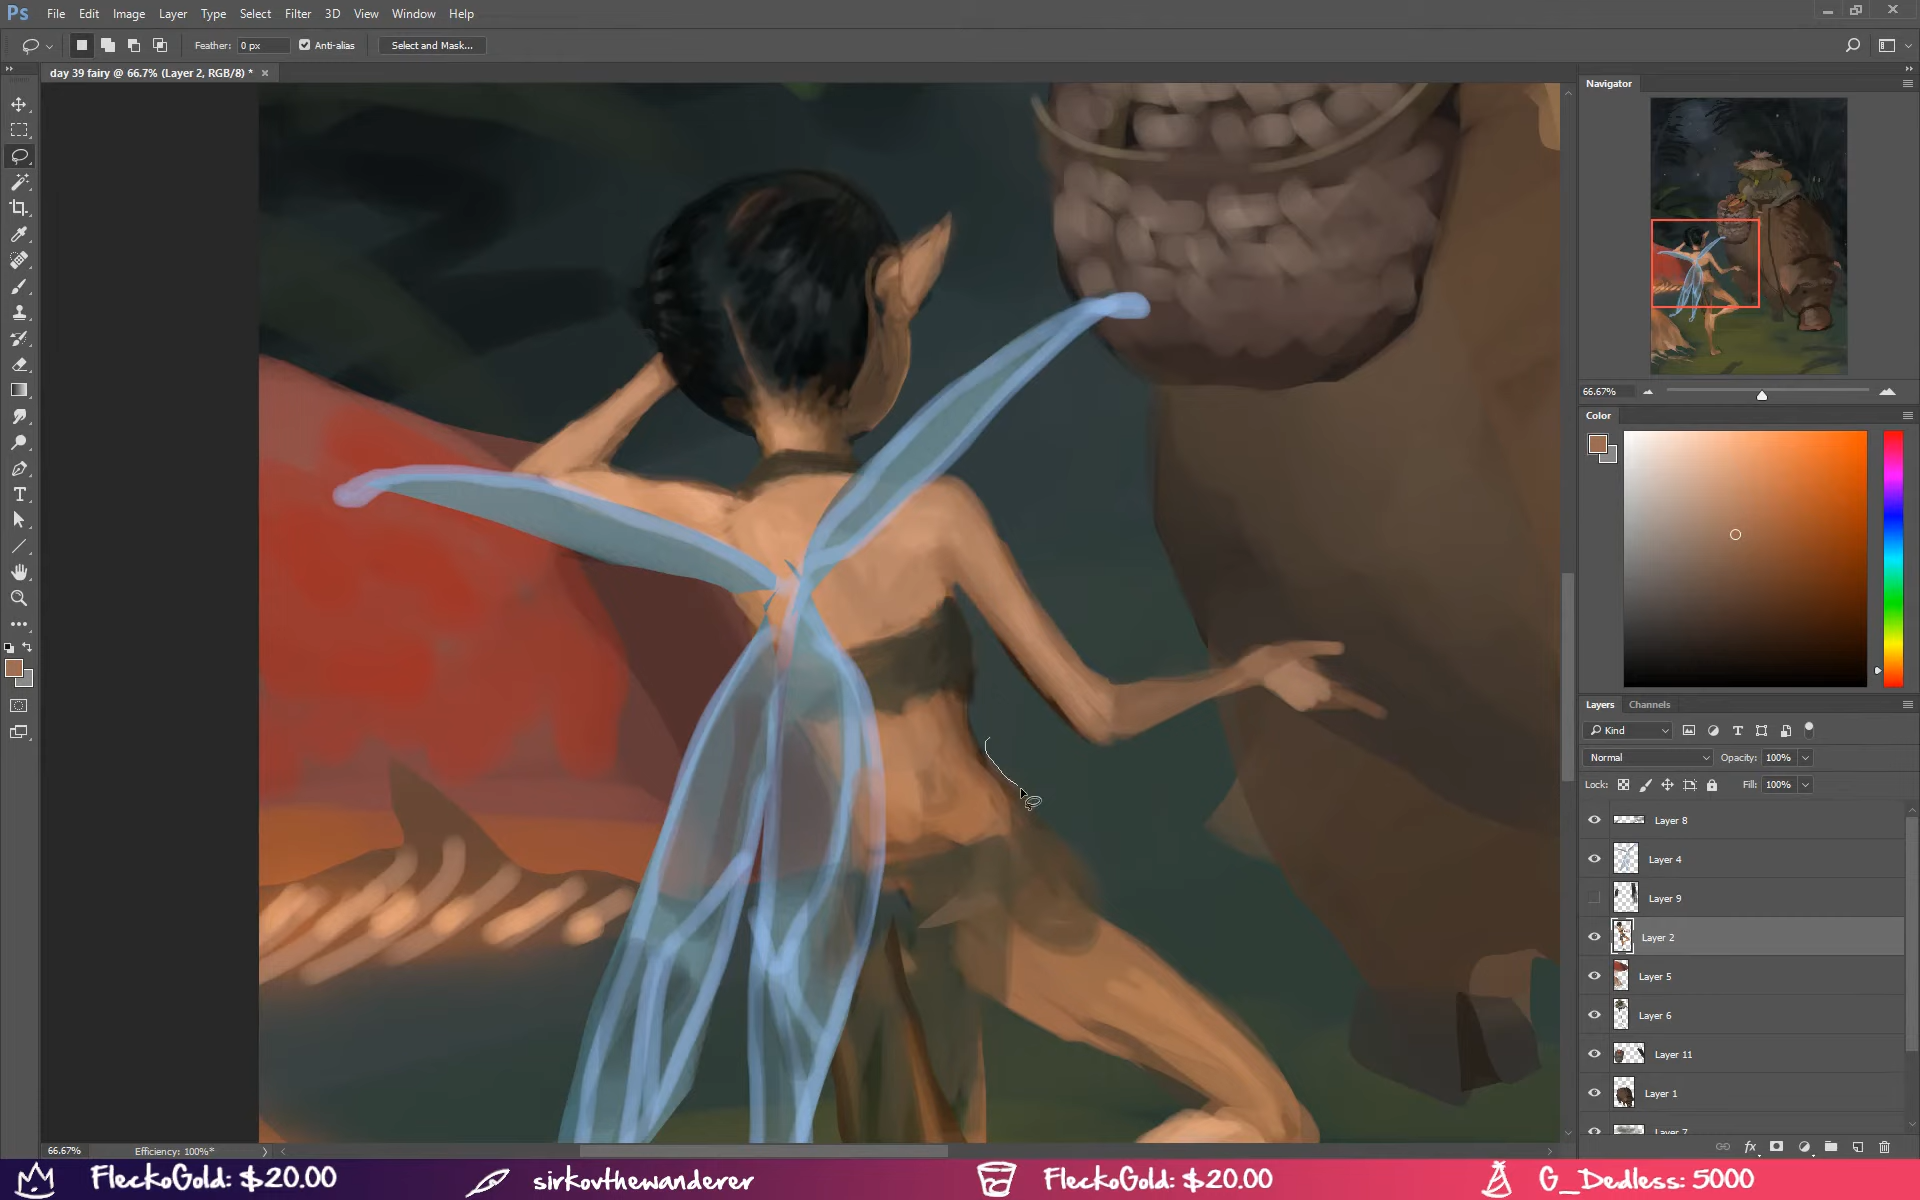 Ps File Edit Image Layer Type Select Filter 3D View Window Help
Feather: 0 px Anti-alias Select and Mask...
day 39 fairy @ 66.7% (Layer 2, RGB/8) *
Navigator
66.67%
Color
Layers Channels
Kind
Normal Opacity: 100%
Lock: Fill: 100%
Layer 8
Layer 4
Layer 9
Layer 2
Layer 5
Layer 6
Layer 11
Layer 1
Layer 7
66.67% Efficiency: 100%*
FleckoGold: $20.00 sirkovthewanderer FleckoGold: $20.00 G_Dedless: 5000